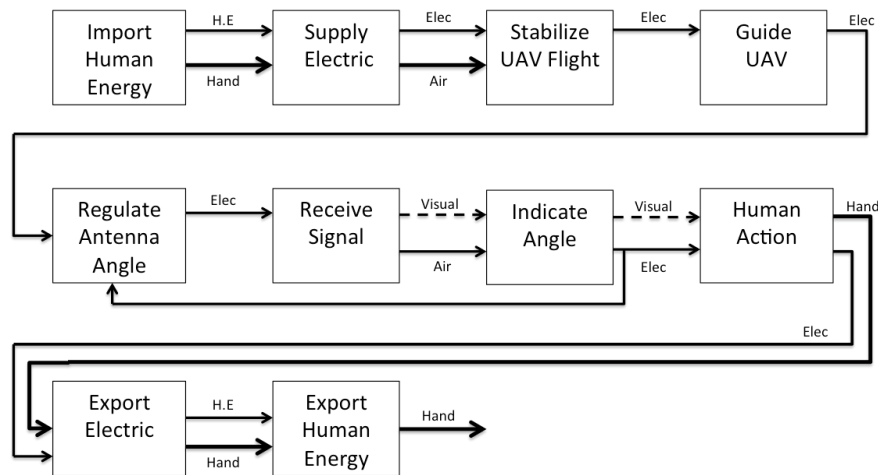 H.E
Elec
Elec
Elec
Import
Human
Energy
Supply
Electric
Stabilize
UAV Flight
Guide
UAV
Hand
Air
Elec
Visual
Visual
Hand
Regulate
Antenna
Angle
Receive
Signal
Indicate
Angle
Human
Action
Air
Elec
Elec
H.E
Export
Electric
Export
Human
Energy
Hand
Hand